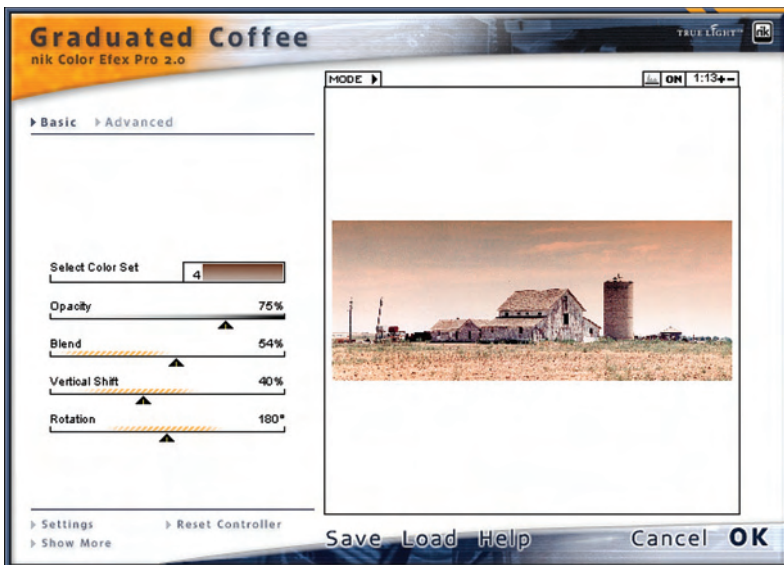 Graduated Coffee
nik Color Efex Pro 2.0
TRUE LIGHT™ nik
MODE
ON 1:13+-
Basic Advanced
Select Color Set 4
Opacity 75%
Blend 54%
Vertical Shift 40%
Rotation 180°
Settings Reset Controller
Show More
Save Load Help Cancel OK